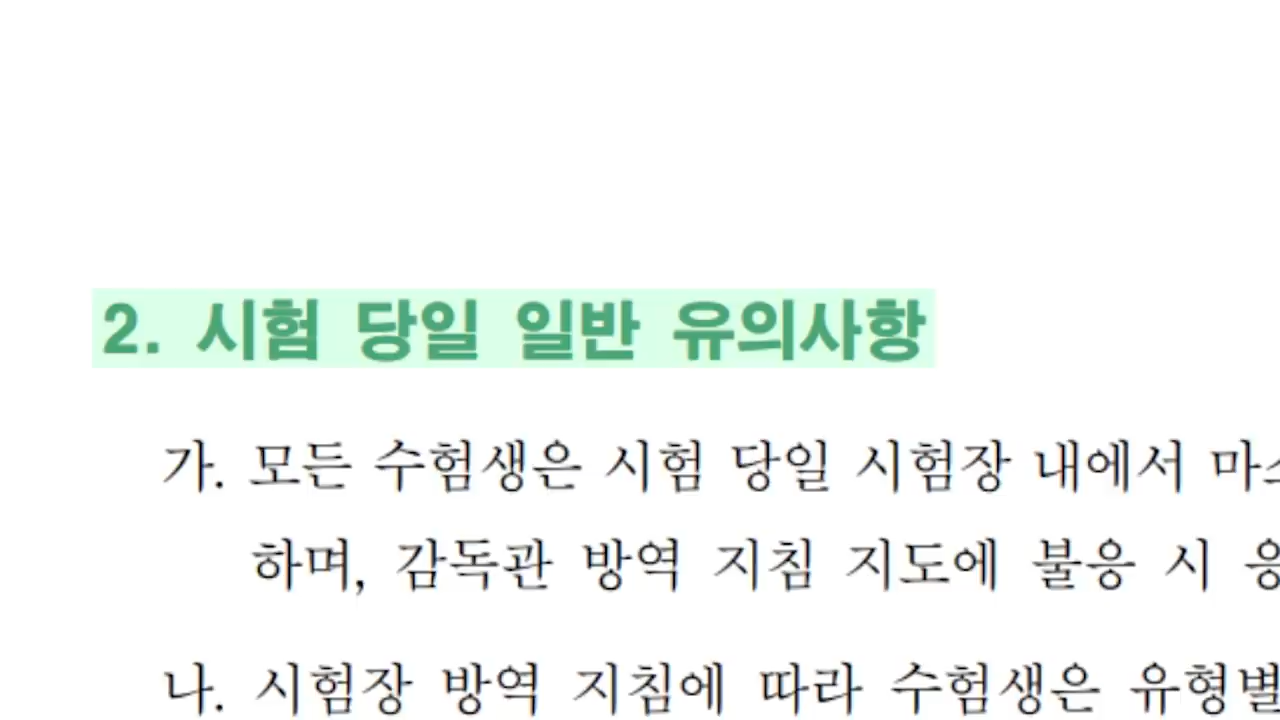 2. 시험 당일 일반 유의사항
가. 모든 수험생은 시험 당일 시험장 내에서
하며, 감독관 방역 지침 지도에 불응 시
나. 시험장 방역 지침에 따라 수험생은 유형별